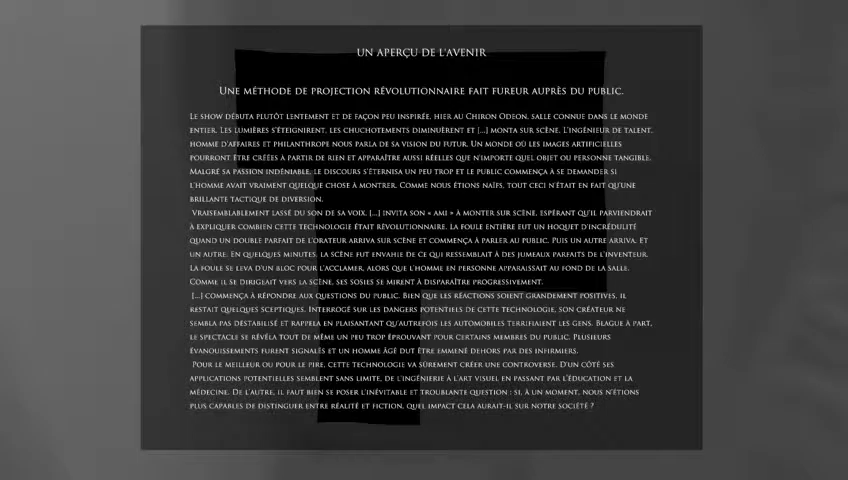 UN APERÇU DE L'AVENIR
UNE MÉTHODE DE PROJECTION RÉVOLUTIONNAIRE FAIT FUREUR AUPRÈS DU PUBLIC.
LE SHOW DÉBUTA PLUTÔT LENTEMENT ET DE FAÇON PEU INSPIRÉE, HIER AU CHIRON ODEON, SALLE CONNUE DANS LE MONDE
ENTIER. LES LUMIÈRES S'ÉTEIGNIRENT, LES CHUCHOTEMENTS DIMINUÈRENT ET [...] MONTA SUR SCÈNE. L'INGÉNIEUR DE TALENT,
HOMME D'AFFAIRES ET PHILANTHROPE NOUS PARLA DE SA VISION DU FUTUR. UN MONDE OÙ LES IMAGES ARTIFICIELLES
POURRONT ÊTRE CRÉÉES À PARTIR DE RIEN ET APPARAÎTRE AUSSI RÉELLES QUE N'IMPORTE QUEL OBJET OU PERSONNE TANGIBLE.
MALGRÉ SA PASSION INDÉNIABLE, LE DISCOURS S'ÉTERNISA UN PEU TROP ET LE PUBLIC COMMENÇA À SE DEMANDER SI
L'HOMME AVAIT VRAIMENT QUELQUE CHOSE À MONTRER. COMME NOUS ÉTIONS NAÏFS, TOUT CECI N'ÉTAIT EN FAIT QU'UNE
BRILLANTE TACTIQUE DE DIVERSION.
VRAISEMBLABLEMENT LASSÉ DU SON DE SA VOIX, [...] INVITA SON « AMI » À MONTER SUR SCÈNE, ESPÉRANT QU'IL PARVIENDRAIT
À EXPLIQUER COMBIEN CETTE TECHNOLOGIE ÉTAIT RÉVOLUTIONNAIRE. LA FOULE ENTIÈRE EUT UN HOQUET D'INCRÉDULITÉ
QUAND UN DOUBLE PARFAIT DE L'ORATEUR ARRIVA SUR SCÈNE ET COMMENÇA À PARLER AU PUBLIC. PUIS UN AUTRE ARRIVA. ET
UN AUTRE. EN QUELQUES MINUTES, LA SCÈNE FUT ENVAHIE DE CE QUI RESSEMBLAIT À DES JUMEAUX PARFAITS DE L'INVENTEUR.
LA FOULE SE LEVA D'UN BLOC POUR L'ACCLAMER, ALORS QUE L'HOMME EN PERSONNE APPARAISSAIT AU FOND DE LA SALLE.
COMME IL SE DIRIGEAIT VERS LA SCÈNE, SES SOSIES SE MIRENT À DISPARAÎTRE PROGRESSIVEMENT.
[...] COMMENÇA À RÉPONDRE AUX QUESTIONS DU PUBLIC. BIEN QUE LES RÉACTIONS SOIENT GRANDEMENT POSITIVES, IL
RESTAIT QUELQUES SCEPTIQUES. INTERROGÉ SUR LES DANGERS POTENTIELS DE CETTE TECHNOLOGIE, SON CRÉATEUR NE
SEMBLA PAS DÉSTABILISÉ ET RAPPELA EN PLAISANTANT QU'AUTREFOIS LES AUTOMOBILES TERRIFIAIENT LES GENS. BLAGUE À PART,
LE SPECTACLE SE RÉVÉLA TOUT DE MÊME UN PEU TROP ÉPROUVANT POUR CERTAINS MEMBRES DU PUBLIC. PLUSIEURS
ÉVANOUISSEMENTS FURENT SIGNALÉS ET UN HOMME ÂGÉ DUT ÊTRE EMMENÉ DEHORS PAR DES INFIRMIERS.
POUR LE MEILLEUR OU POUR LE PIRE, CETTE TECHNOLOGIE VA SÛREMENT CRÉER UNE CONTROVERSE. D'UN CÔTÉ SES
APPLICATIONS POTENTIELLES SEMBLENT SANS LIMITE, DE L'INGÉNIERIE À L'ART VISUEL EN PASSANT PAR L'ÉDUCATION ET LA
MÉDECINE. DE L'AUTRE, IL FAUT BIEN SE POSER L'INÉVITABLE ET TROUBLANTE QUESTION : SI, À UN MOMENT, NOUS N'ÉTIONS
PLUS CAPABLES DE DISTINGUER ENTRE RÉALITÉ ET FICTION, QUEL IMPACT CELA AURAIT-IL SUR NOTRE SOCIÉTÉ ?